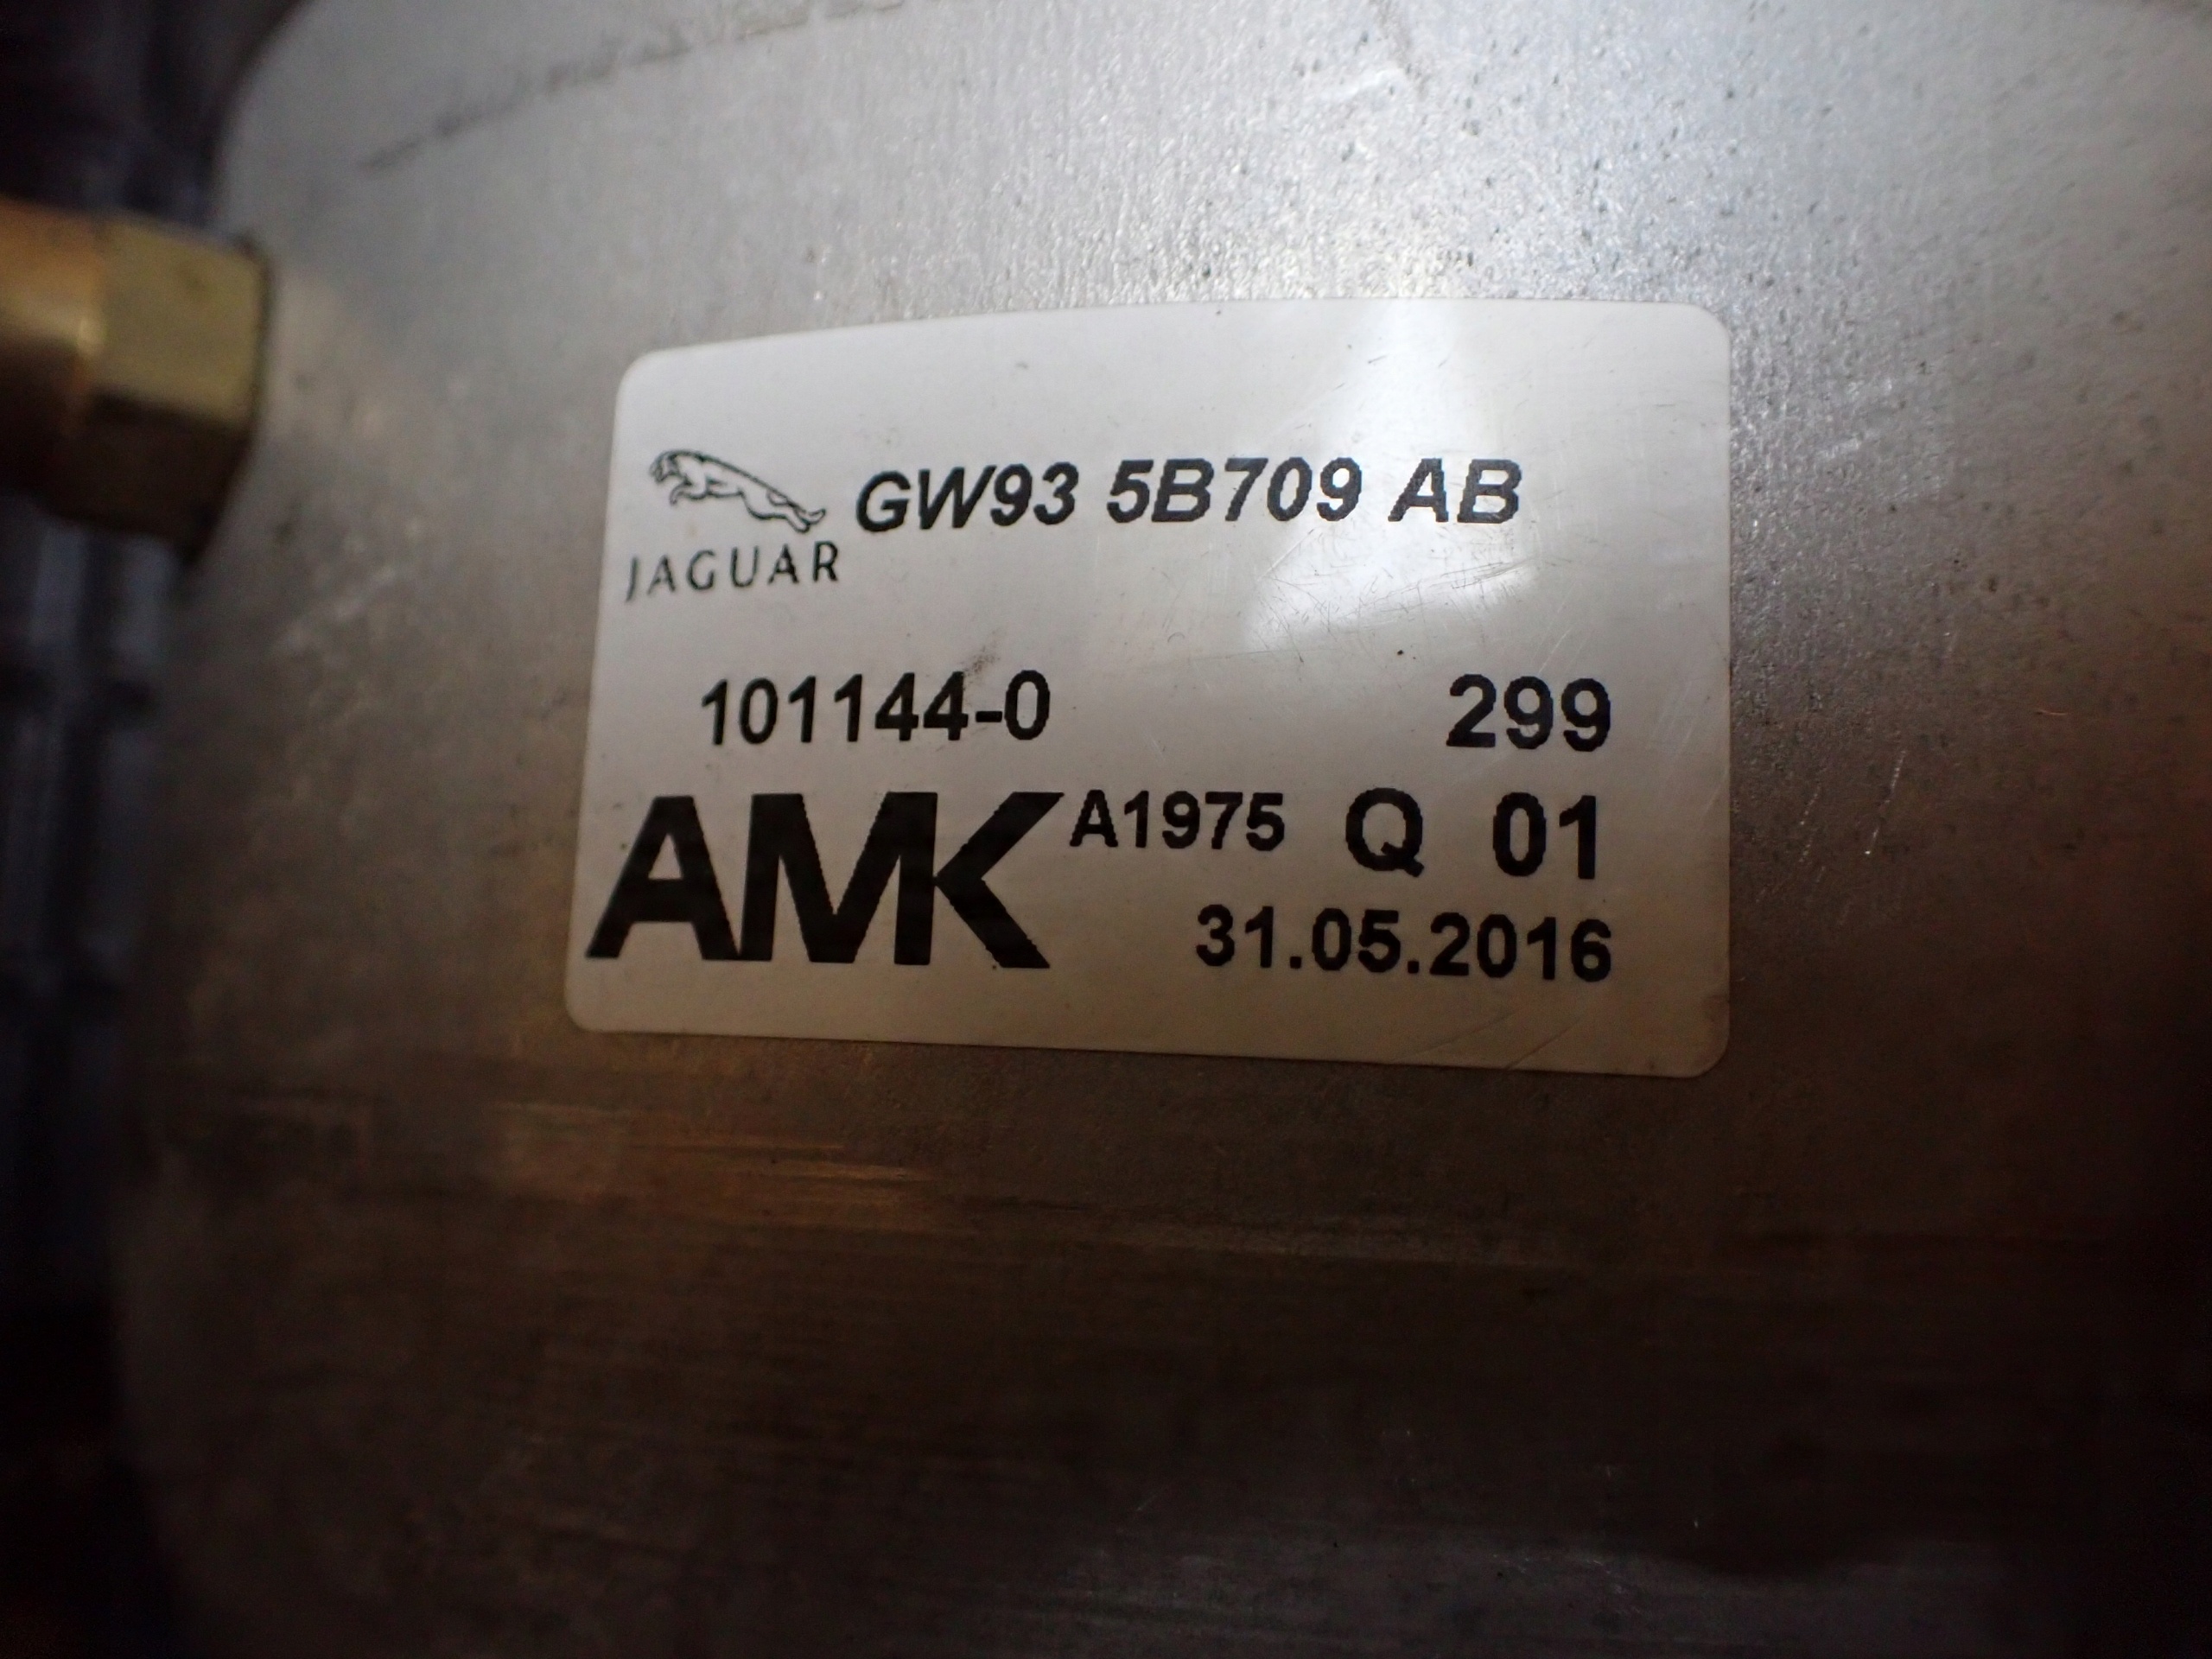 GW93 5B709 AB
JAGUAR
101144-0 299
AMK A1975 Q 01
31.05.2016